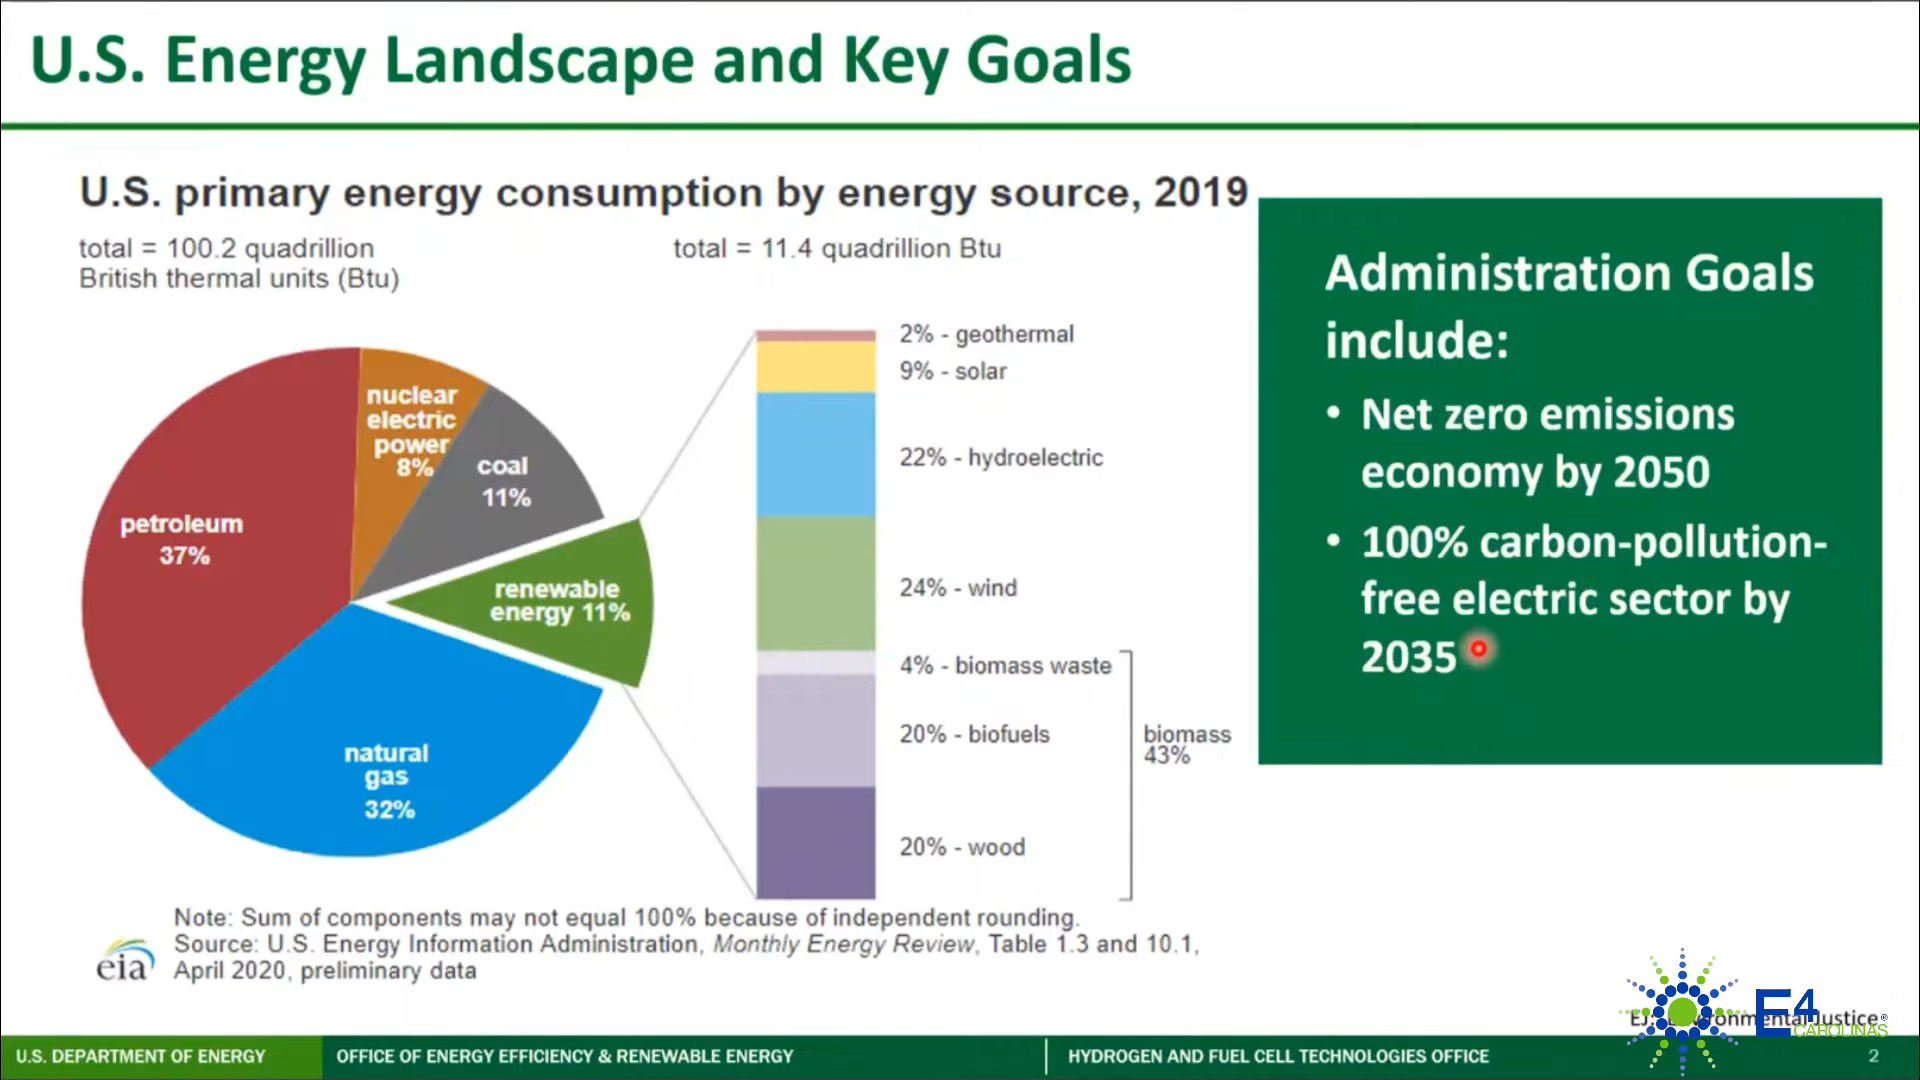 U.S. Energy Landscape and Key Goals
U.S. primary energy consumption by energy source, 2019
total = 100.2 quadrillion
British thermal units (Btu)
total = 11.4 quadrillion Btu
petroleum
37%
nuclear
electric
power
8%
coal
11%
renewable
energy 11%
natural
gas
32%
2% - geothermal
9% - solar
22% - hydroelectric
24% - wind
4% - biomass waste
20% - biofuels
20% - wood
biomass
43%
Note: Sum of components may not equal 100% because of independent rounding.
Source: U.S. Energy Information Administration, Monthly Energy Review, Table 1.3 and 10.1,
April 2020, preliminary data
eia
Administration Goals
include:
• Net zero emissions
economy by 2050
• 100% carbon-pollution-
free electric sector by
2035
Justice
E4
CAROLINAS®
U.S. DEPARTMENT OF ENERGY
OFFICE OF ENERGY EFFICIENCY & RENEWABLE ENERGY
HYDROGEN AND FUEL CELL TECHNOLOGIES OFFICE
2